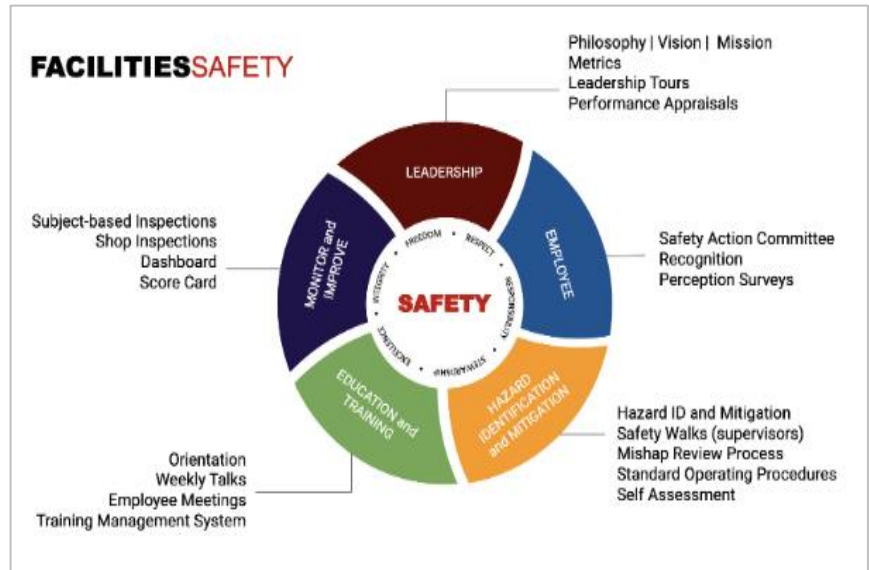 FACILITIESSAFETY
Philosophy | Vision | Mission
Metrics
Leadership Tours
Performance Appraisals
LEADERSHIP
EMPLOYEE
Safety Action Committee
Recognition
Perception Surveys
HAZARD
IDENTIFICATION
and MITIGATION
Hazard ID and Mitigation
Safety Walks (supervisors)
Mishap Review Process
Standard Operating Procedures
Self Assessment
EDUCATION and
TRAINING
Orientation
Weekly Talks
Employee Meetings
Training Management System
MONITOR and
IMPROVE
Subject-based Inspections
Shop Inspections
Dashboard
Score Card
FREEDOM • RESPECT • RESPONSIBILITY • STEWARDSHIP • EXCELLENCE • INTEGRITY •
SAFETY